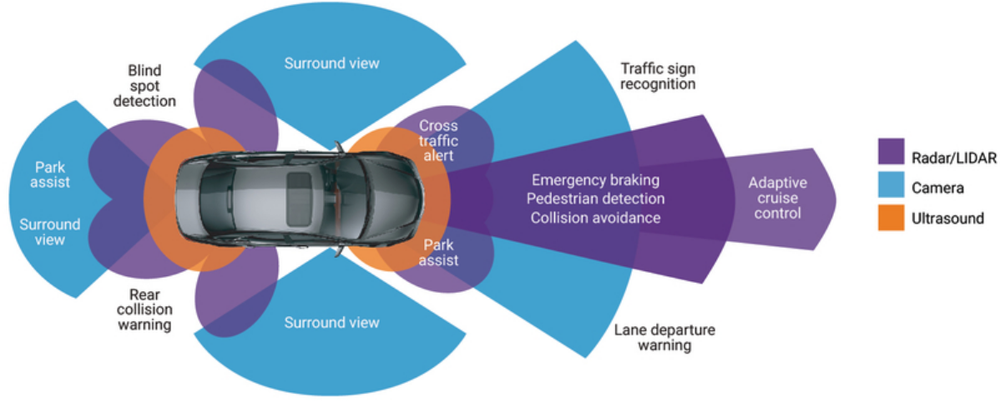 Surround view
Blind
spot
detection
Traffic sign
recognition
Cross
traffic
alert
Park
assist
Surround
view
Emergency braking
Pedestrian detection
Collision avoidance
Adaptive
cruise
control
Radar/LIDAR
Camera
Ultrasound
Park
assist
Rear
collision
warning
Surround view
Lane departure
warning